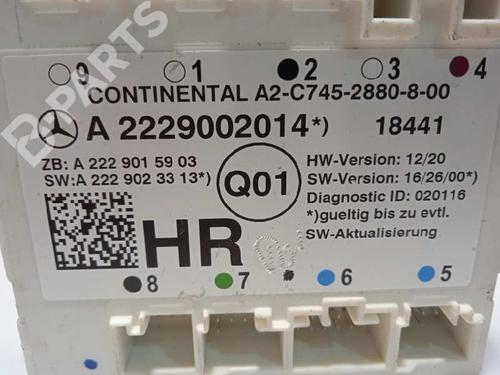 B PARTS
9 1 2 3 4
CONTINENTAL A2-C745-2880-8-00
A 2229002014*) 18441
ZB: A 222 901 59 03
SW: A 222 902 33 13*)
Q01
HW-Version: 12/20
SW-Version: 16/26/00*)
Diagnostic ID: 020116
*)gueltig bis zu evtl.
SW-Aktualisierung
HR
8 7 6 5